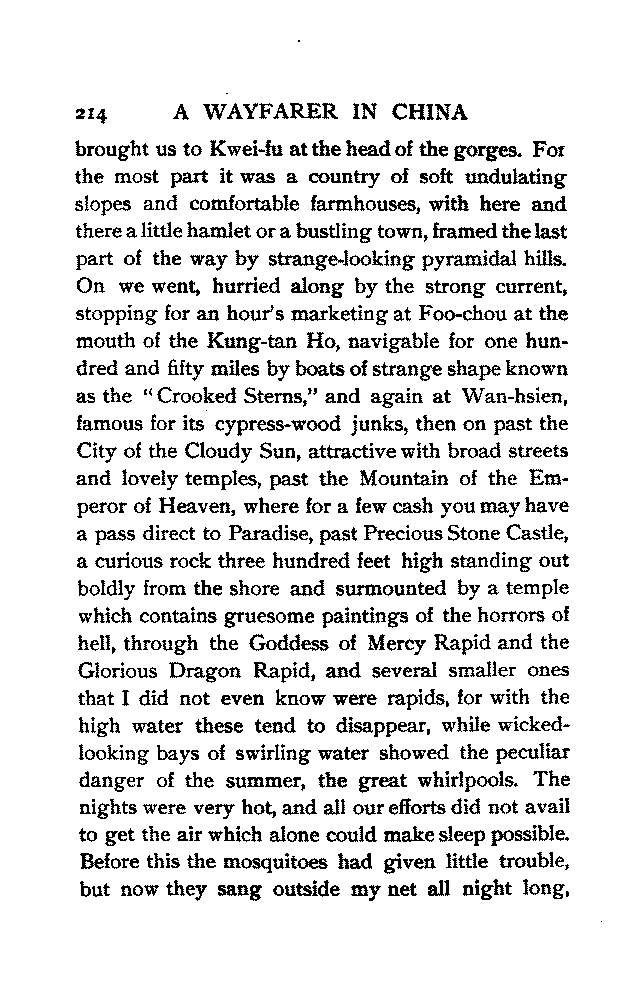 214 A WAYFARER IN CHINA
brought us to Kwei-fu at the head of the gorges. For
the most part it was a country of soft undulating
slopes and comfortable farmhouses, with here and
there a little hamlet or a bustling town, framed the last
part of the way by strange-looking pyramidal hills.
On we went, hurried along by the strong current,
stopping for an hour's marketing at Foo-chou at the
mouth of the Kung-tan Ho, navigable for one hun-
dred and fifty miles by boats of strange shape known
as the "Crooked Sterns," and again at Wan-hsien,
famous for its cypress-wood junks, then on past the
City of the Cloudy Sun, attractive with broad streets
and lovely temples, past the Mountain of the Em-
peror of Heaven, where for a few cash you may have
a pass direct to Paradise, past Precious Stone Castle,
a curious rock three hundred feet high standing out
boldly from the shore and surmounted by a temple
which contains gruesome paintings of the horrors of
hell, through the Goddess of Mercy Rapid and the
Glorious Dragon Rapid, and several smaller ones
that I did not even know were rapids, for with the
high water these tend to disappear, while wicked-
looking bays of swirling water showed the peculiar
danger of the summer, the great whirlpools. The
nights were very hot, and all our efforts did not avail
to get the air which alone could make sleep possible.
Before this the mosquitoes had given little trouble,
but now they sang outside my net all night long,